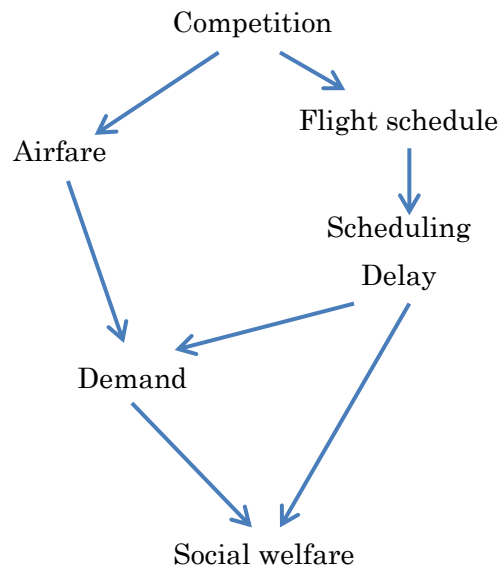 Competition
Flight schedule
Airfare
Scheduling
Delay
Demand
Social welfare